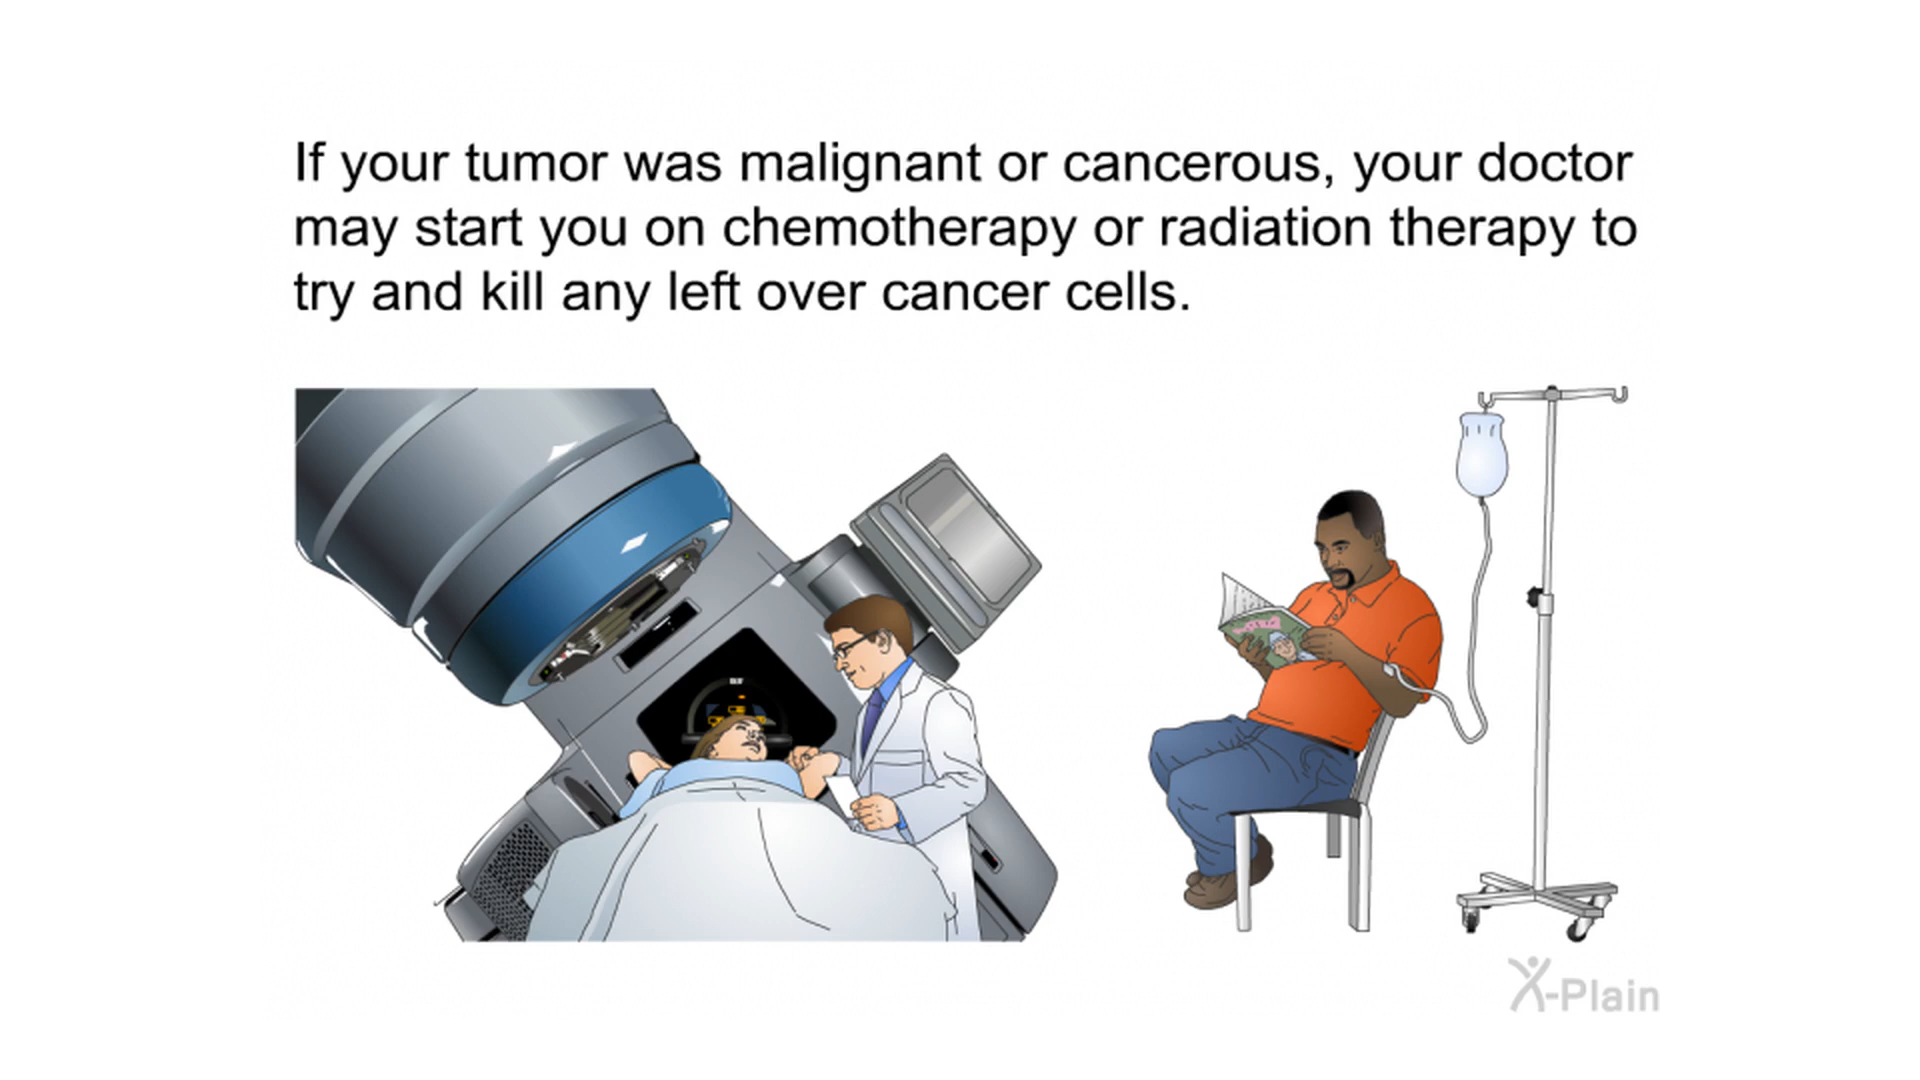 If your tumor was malignant or cancerous, your doctor
may start you on chemotherapy or radiation therapy to
try and kill any left over cancer cells.
X-Plain